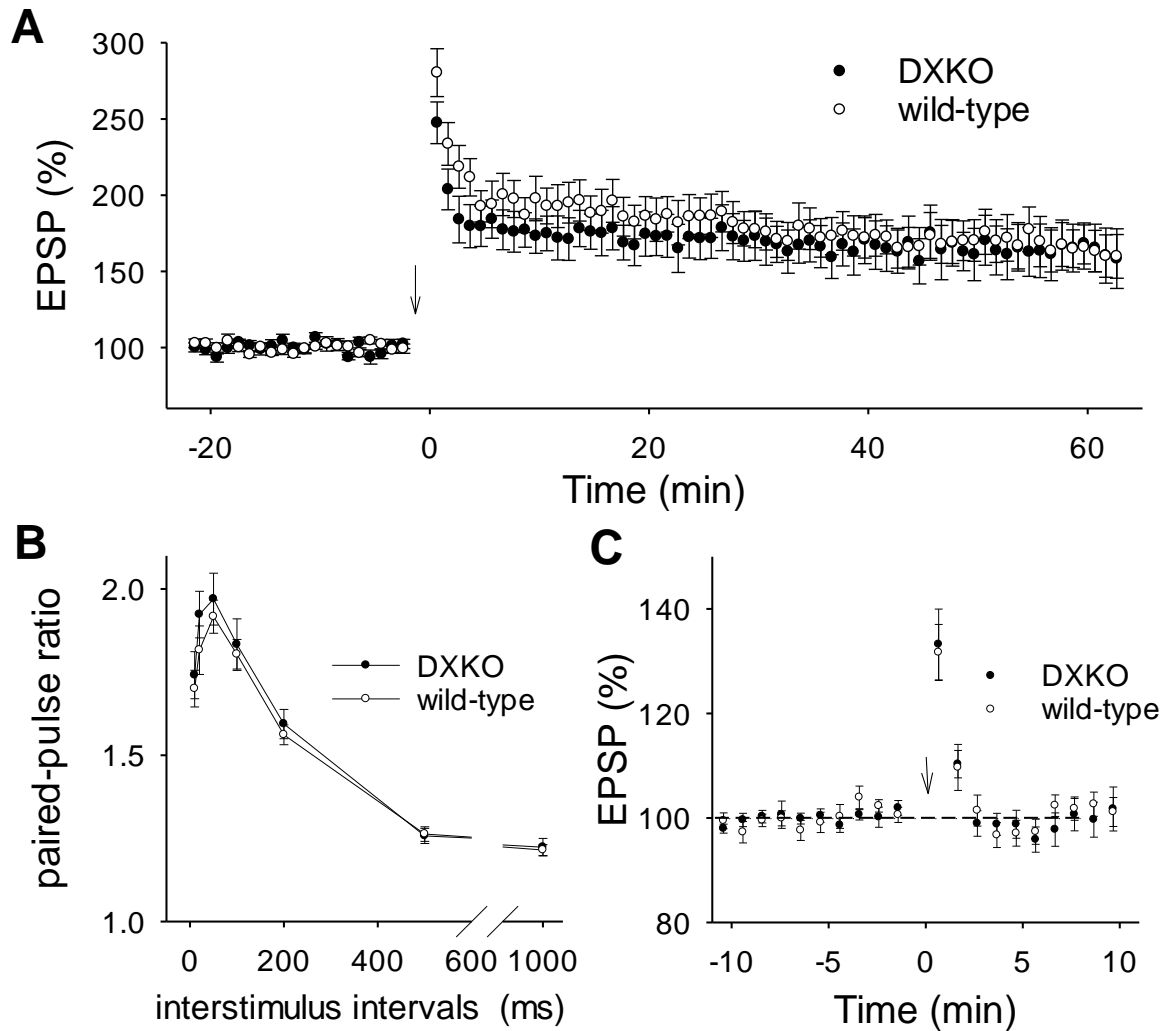 A
300
250
200
150
100
EPSP (%)
DXKO
wild-type
-20 0 20 40 60
Time (min)
B
2.0
1.5
1.0
paired-pulse ratio
DXKO
wild-type
0 200 400 600 1000
interstimulus intervals (ms)
C
140
120
100
80
EPSP (%)
DXKO
wild-type
-10 -5 0 5 10
Time (min)